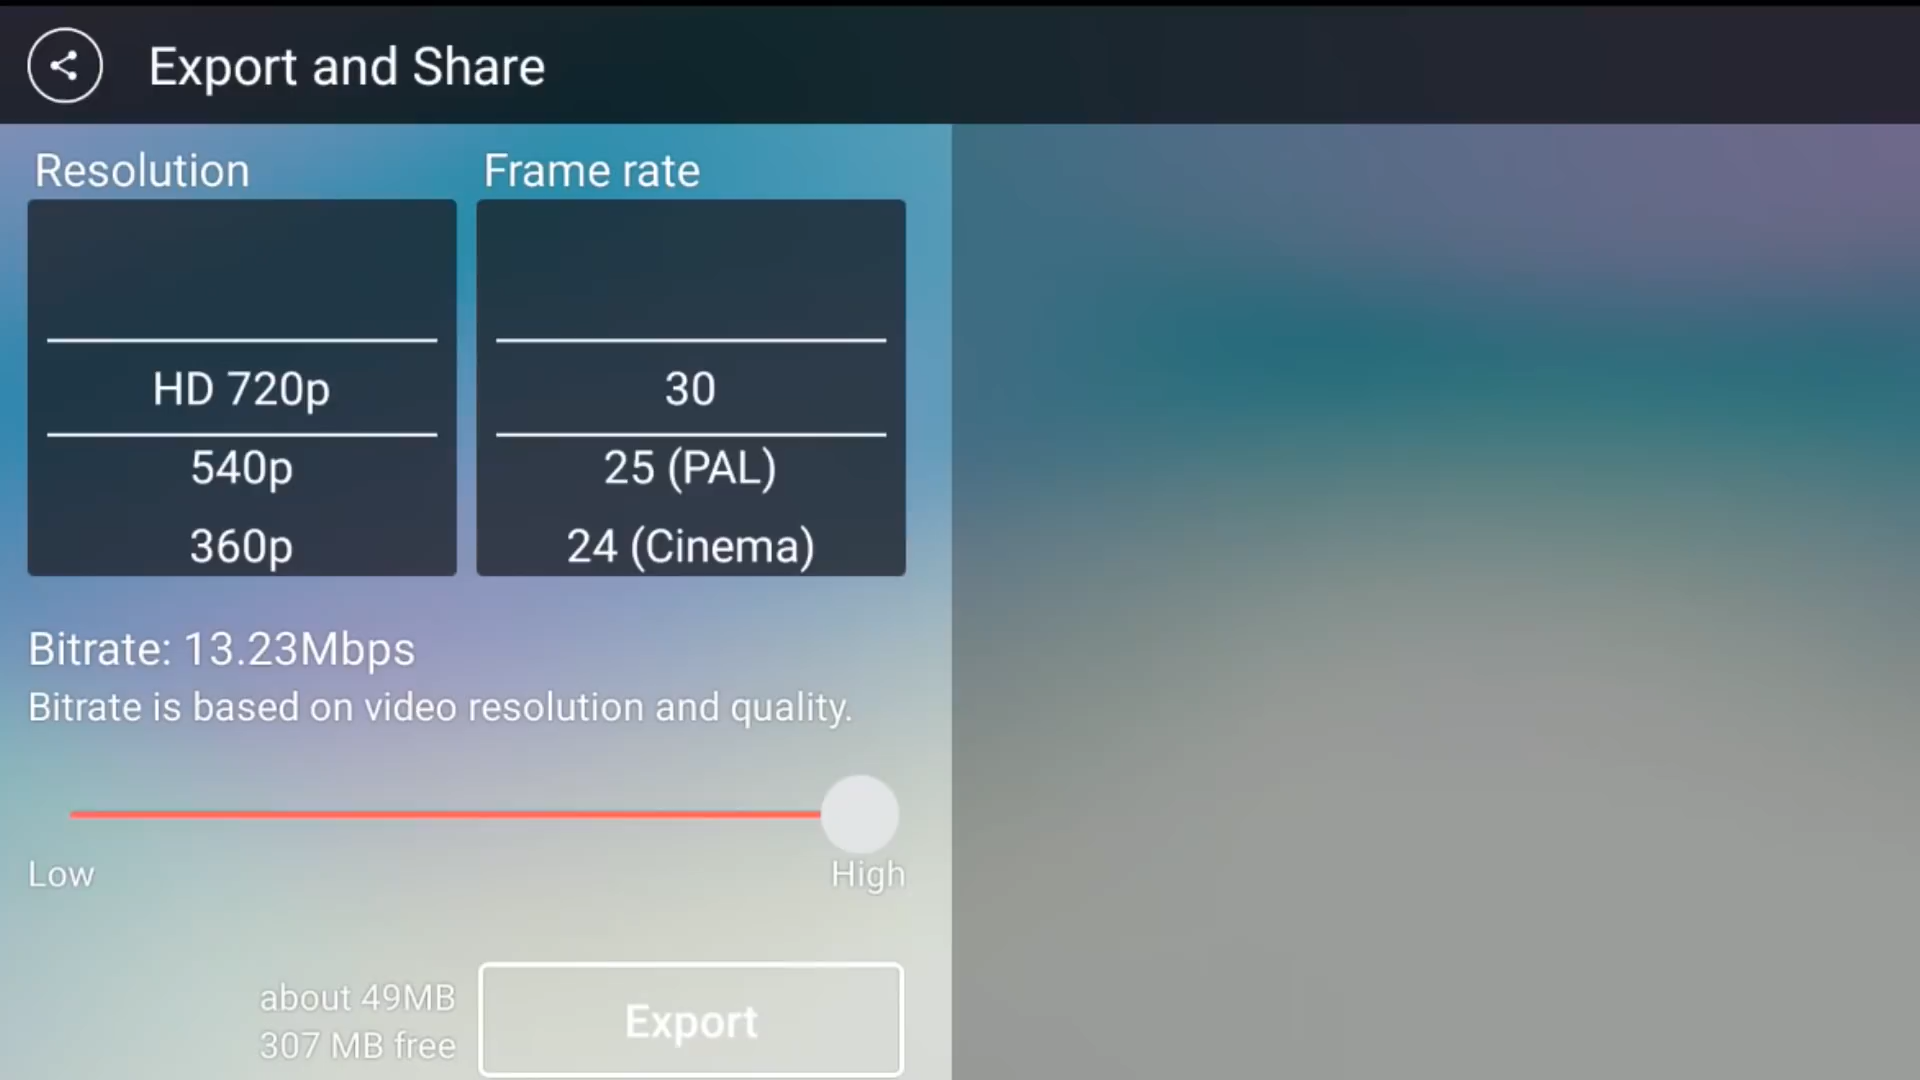 Export and Share
Resolution
Frame rate
HD 720p
540p
360p
30
25 (PAL)
24 (Cinema)
Bitrate: 13.23Mbps
Bitrate is based on video resolution and quality.
Low
High
about 49MB
307 MB free
Export